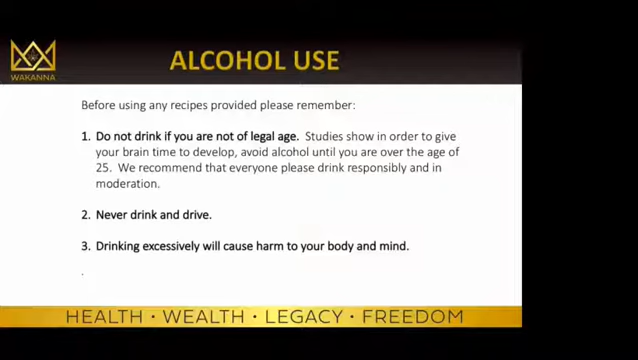 WAKANNA
ALCOHOL USE
Before using any recipes provided please remember:
1. Do not drink if you are not of legal age. Studies show in order to give
your brain time to develop, avoid alcohol until you are over the age of
25. We recommend that everyone please drink responsibly and in
moderation.
2. Never drink and drive.
3. Drinking excessively will cause harm to your body and mind.
.
HEALTH • WEALTH • LEGACY • FREEDOM